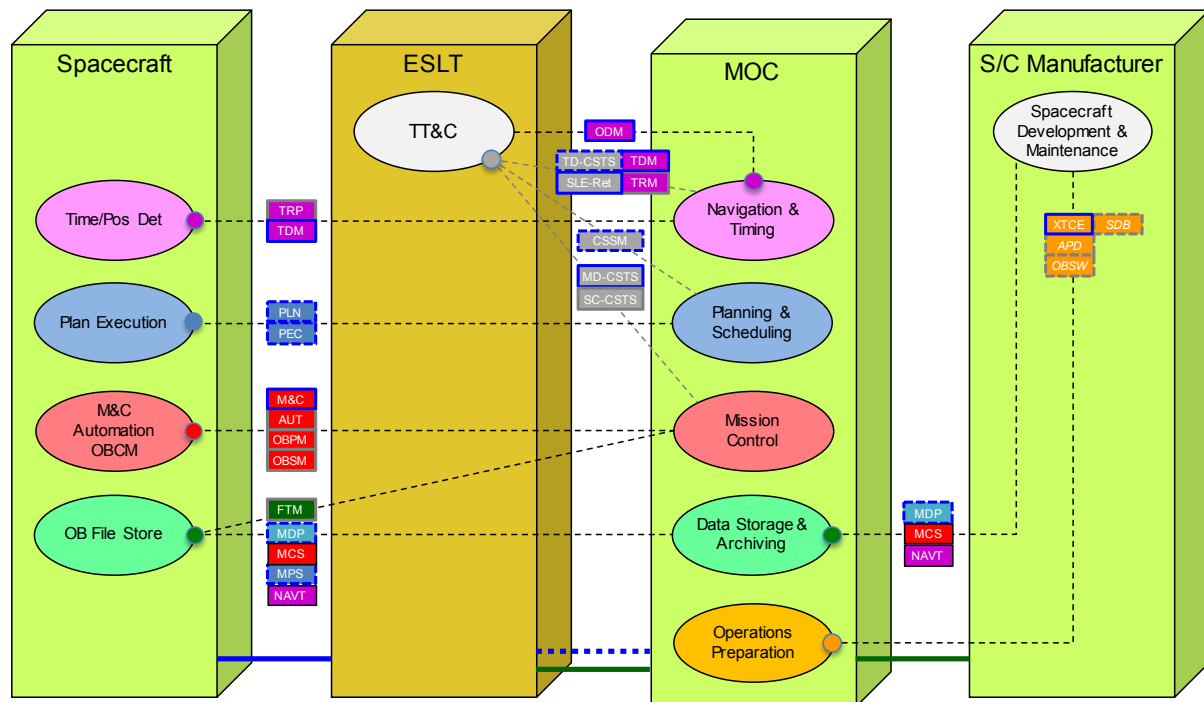 Spacecraft
ESLT
MOC
S/C Manufacturer
TT&C
ODM
TD-CSTS
TDM
SLE-Ret
TRM
Spacecraft
Development &
Maintenance
Time/Pos Det
TRP
TDM
Navigation &
Timing
XTCE
SDB
APD
OBSW
CSSM
MD-CSTS
SC-CSTS
Plan Execution
PLN
PEC
Planning &
Scheduling
M&C
Automation
OBCM
M&C
AUT
OBPM
OBSM
Mission
Control
OB File Store
FTM
MDP
MCS
MPS
NAVT
Data Storage &
Archiving
MDP
MCS
NAVT
Operations
Preparation